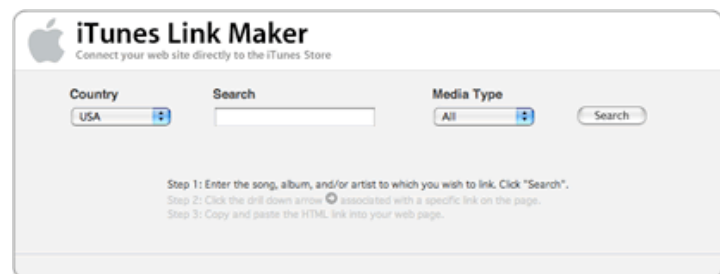 iTunes Link Maker
Connect your web site directly to the iTunes Store
Country Search Media Type
USA All Search
Step 1: Enter the song, album, and/or artist to which you wish to link. Click "Search".
Step 2: Click the drill down arrow associated with a specific link on the page.
Step 3: Copy and paste the HTML link into your web page.